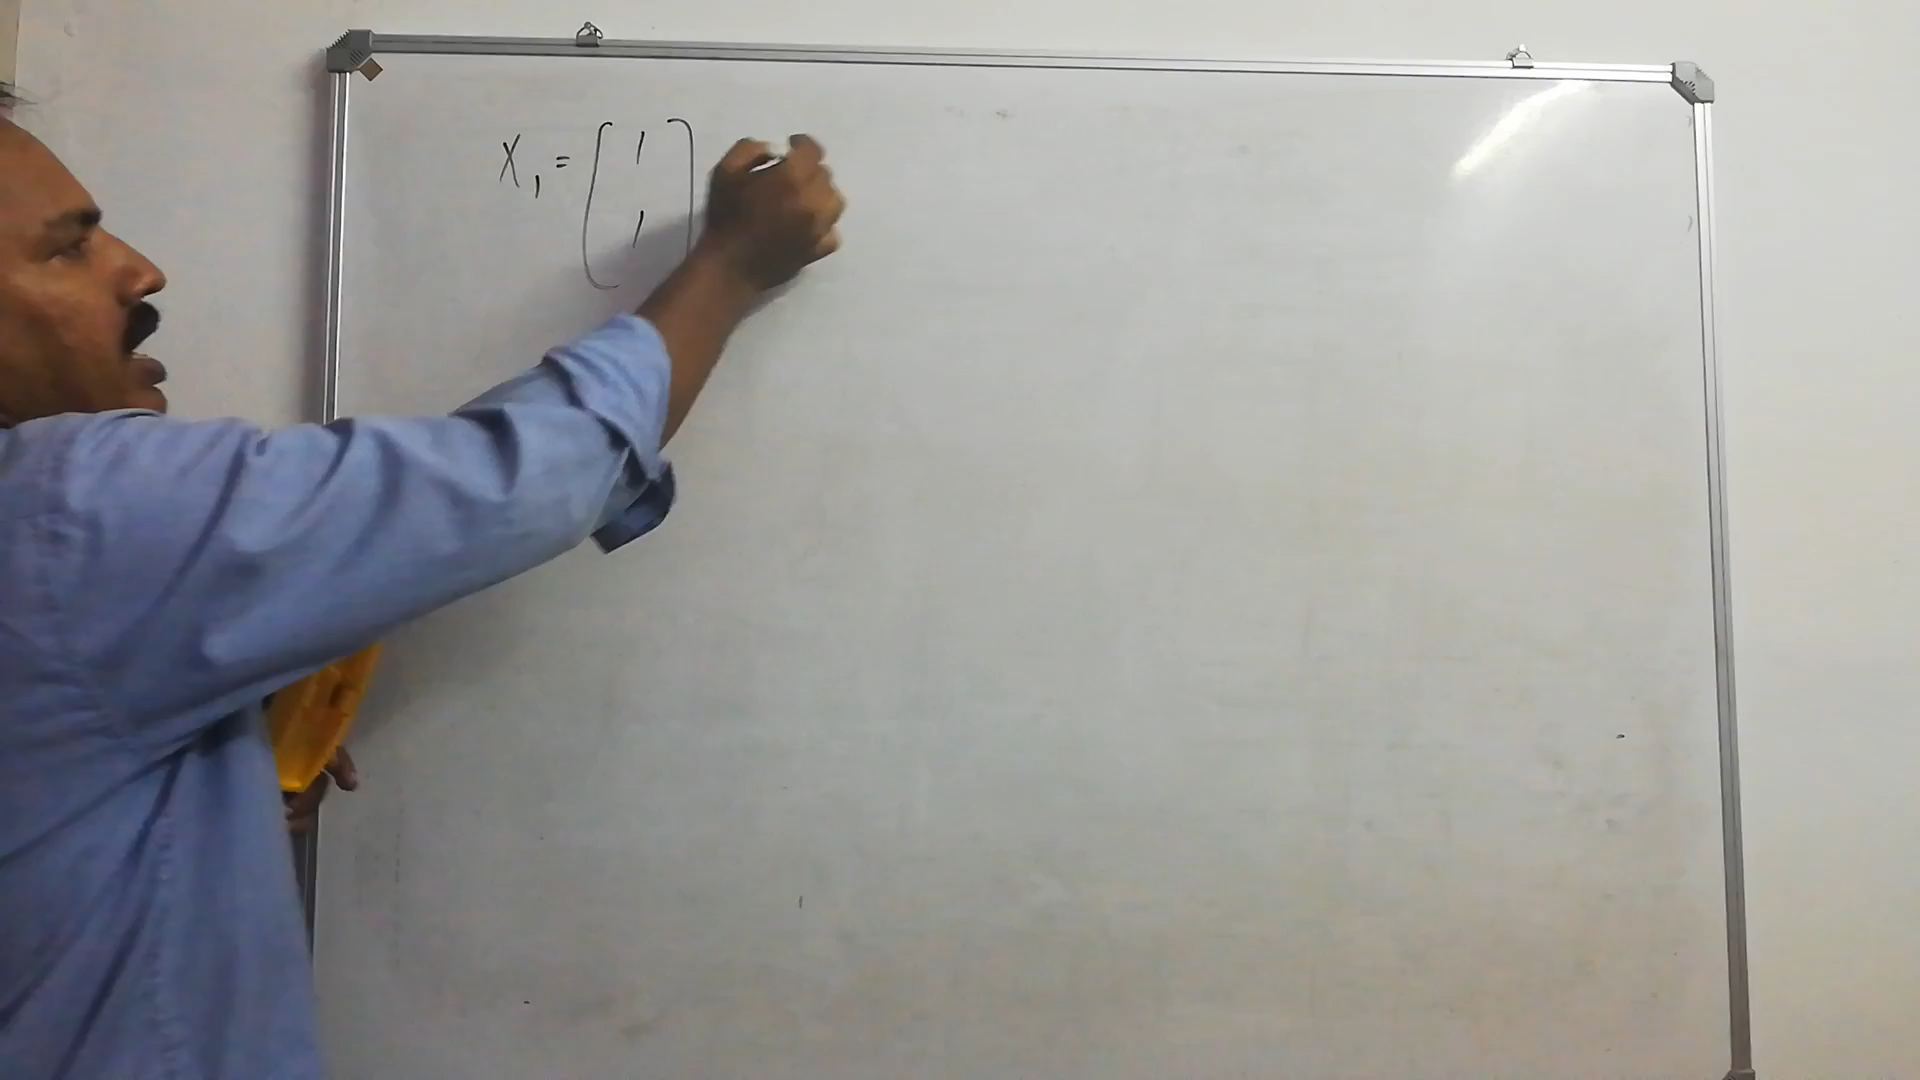 X₁ = [ 1
1 ]